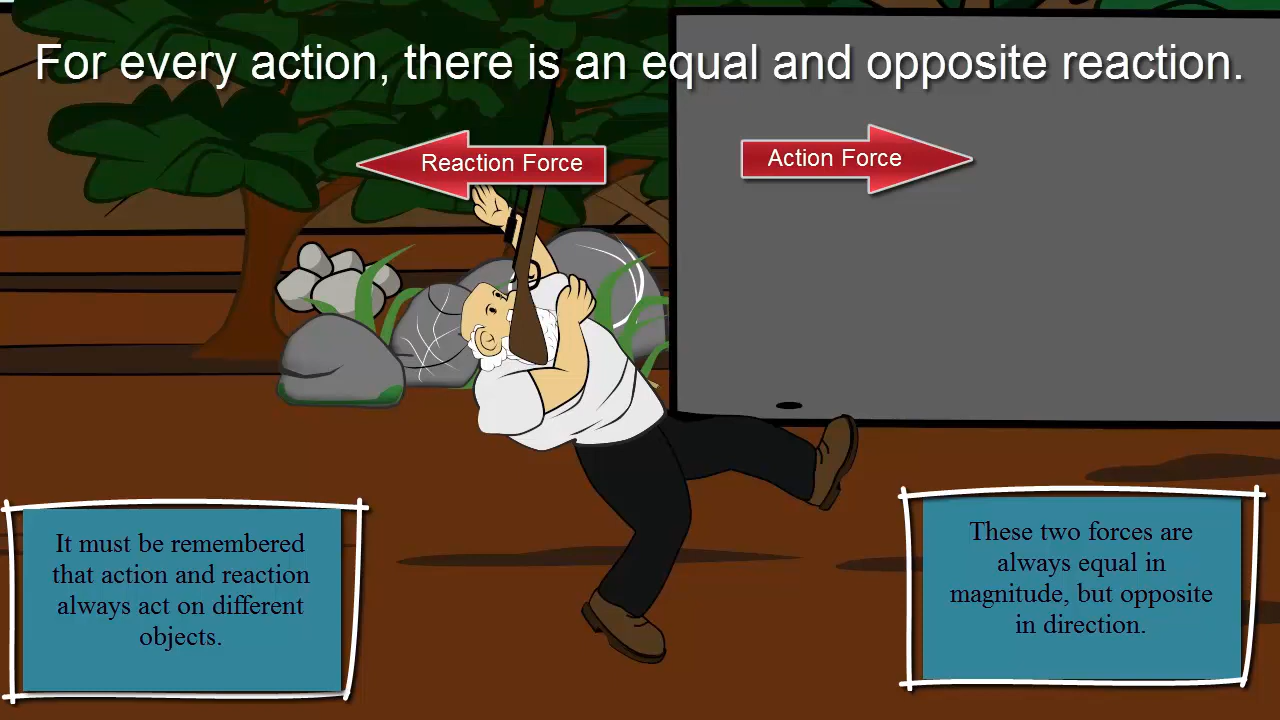 For every action, there is an equal and opposite reaction.
Reaction Force
Action Force
It must be remembered
that action and reaction
always act on different
objects.
These two forces are
always equal in
magnitude, but opposite
in direction.